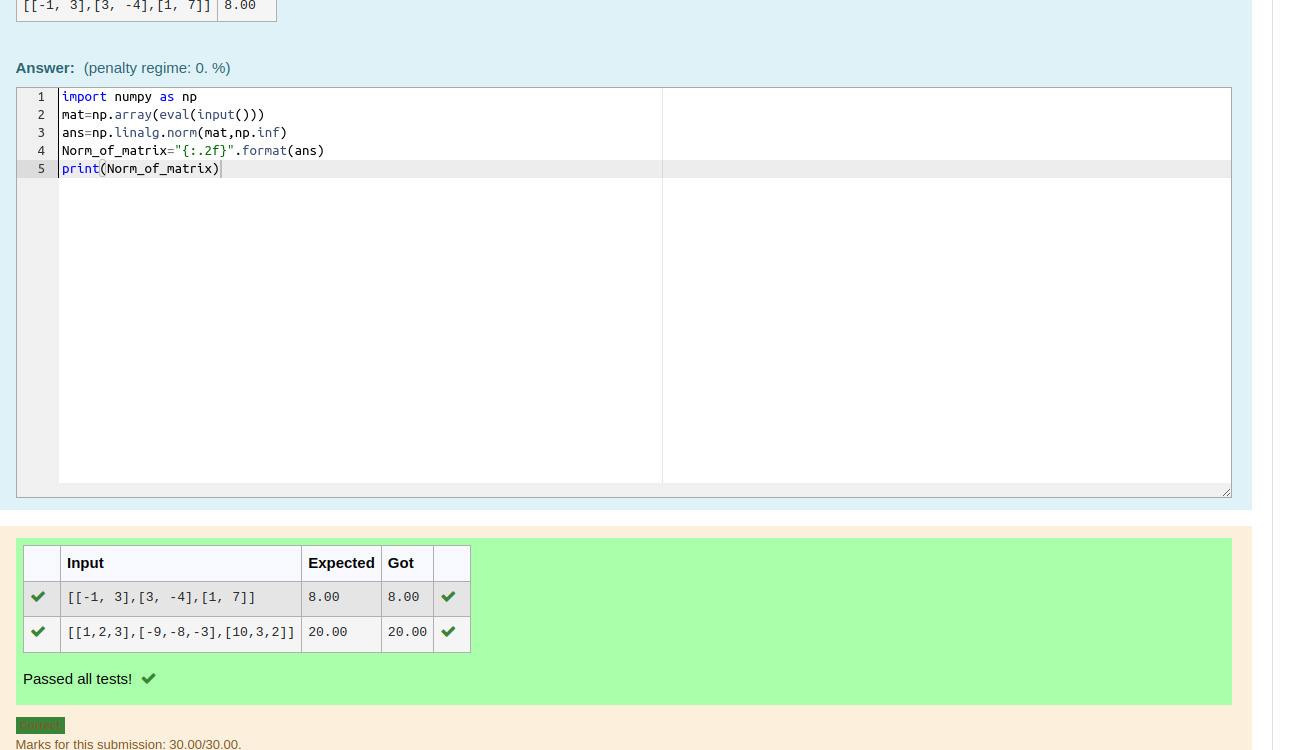 [[-1, 3],[3, -4],[1, 7]] 8.00
Answer: (penalty regime: 0. %)
1 import numpy as np
2 mat=np.array(eval(input()))
3 ans=np.linalg.norm(mat,np.inf)
4 Norm_of_matrix="{:.2f}".format(ans)
5 print(Norm_of_matrix)
Input Expected Got
[[-1, 3],[3, -4],[1, 7]] 8.00 8.00
[[1,2,3],[-9,-8,-3],[10,3,2]] 20.00 20.00
Passed all tests!
Correct
Marks for this submission: 30.00/30.00.